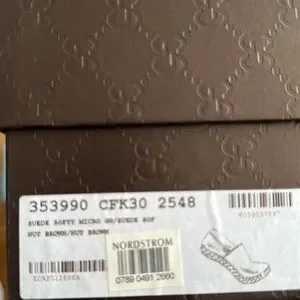 353990 CFK30 2548
SUEDE SOFTY MICRO GG/SUEDE SOF
NUT BROWN/NUT BROWN
NORDSTROM
0789 0491 2660